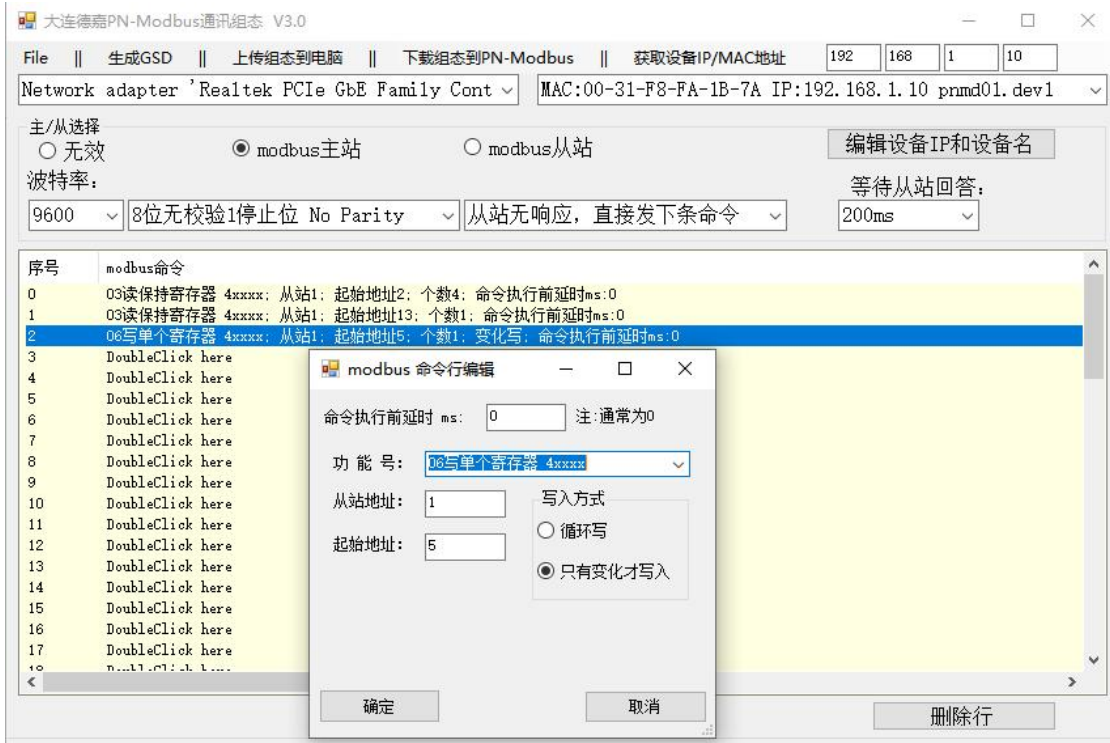 大连德嘉PN-Modbus通讯组态 V3.0
File || 生成GSD || 上传组态到电脑 || 下载组态到PN-Modbus || 获取设备IP/MAC地址 192 168 1 10
Network adapter 'Realtek PCIe GbE Family Cont MAC:00-31-F8-FA-1B-7A IP:192.168.1.10 pnmd01.dev1
主/从选择
无效 modbus主站 modbus从站 编辑设备IP和设备名
波特率: 等待从站回答:
9600 8位无校验1停止位 No Parity 从站无响应, 直接发下条命令 200ms
序号 modbus命令
0 03读保持寄存器 4xxxx; 从站1; 起始地址2; 个数4; 命令执行前延时ms:0
1 03读保持寄存器 4xxxx; 从站1; 起始地址13; 个数1; 命令执行前延时ms:0
2 06写单个寄存器 4xxxx; 从站1; 起始地址5; 个数1; 变化写; 命令执行前延时ms:0
3 DoubleClick here
4 DoubleClick here
5 DoubleClick here
6 DoubleClick here
7 DoubleClick here
8 DoubleClick here
9 DoubleClick here
10 DoubleClick here
11 DoubleClick here
12 DoubleClick here
13 DoubleClick here
14 DoubleClick here
15 DoubleClick here
16 DoubleClick here
17 DoubleClick here
modbus 命令行编辑
命令执行前延时 ms: 0 注:通常为0
功 能 号: 06写单个寄存器 4xxxx
从站地址: 1 写入方式
循环写
起始地址: 5
只有变化才写入
确定 取消
删除行